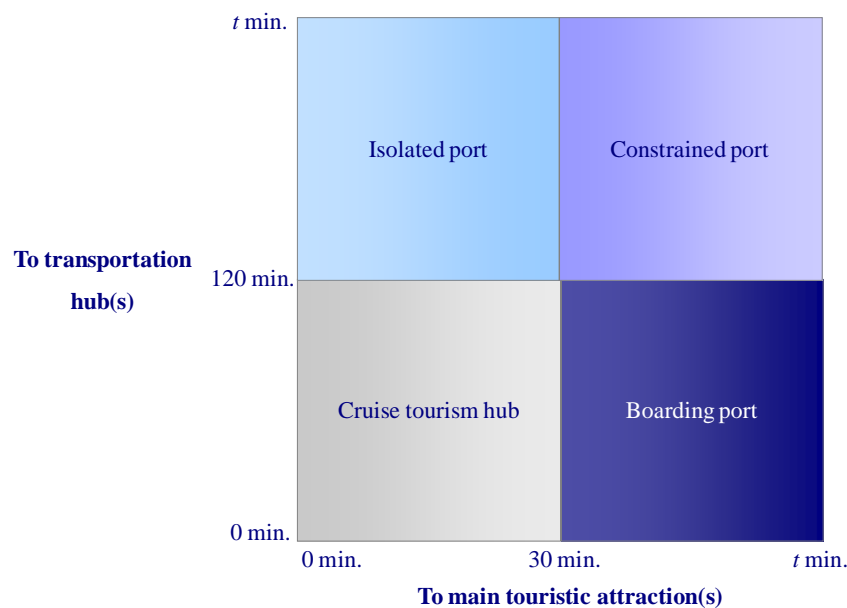 t min.
Isolated port
Constrained port
To transportation
hub(s)
120 min.
Cruise tourism hub
Boarding port
0 min.
0 min.
30 min.
t min.
To main touristic attraction(s)